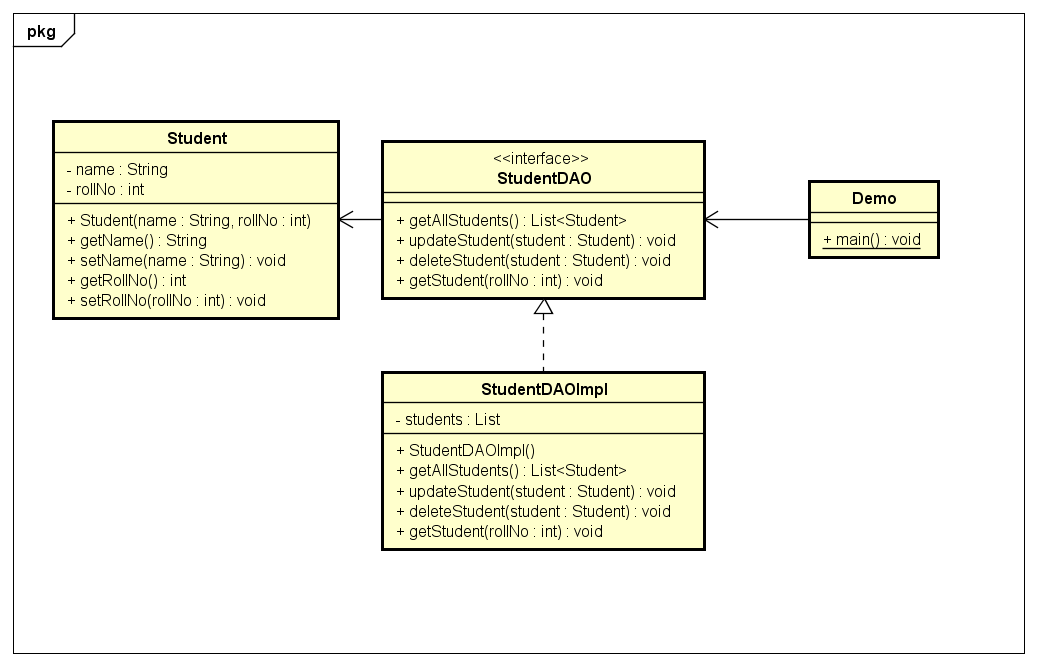 pkg
Student
- name : String
- rollNo : int
+ Student(name : String, rollNo : int)
+ getName() : String
+ setName(name : String) : void
+ getRollNo() : int
+ setRollNo(rollNo : int) : void
<<interface>>
StudentDAO
+ getAllStudents() : List<Student>
+ updateStudent(student : Student) : void
+ deleteStudent(student : Student) : void
+ getStudent(rollNo : int) : void
Demo
+ main() : void
StudentDAOImpl
- students : List
+ StudentDAOImpl()
+ getAllStudents() : List<Student>
+ updateStudent(student : Student) : void
+ deleteStudent(student : Student) : void
+ getStudent(rollNo : int) : void